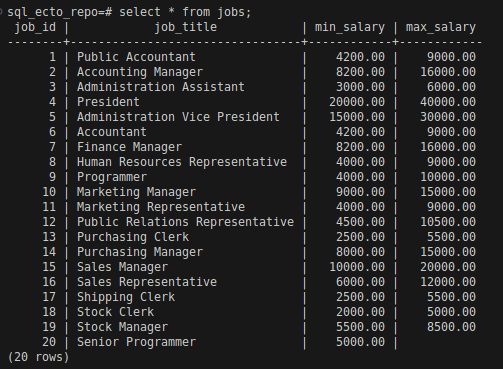 sql_ecto_repo=# select * from jobs;
 job_id |            job_title            | min_salary | max_salary
--------+---------------------------------+------------+------------
      1 | Public Accountant               |    4200.00 |    9000.00
      2 | Accounting Manager              |    8200.00 |   16000.00
      3 | Administration Assistant        |    3000.00 |    6000.00
      4 | President                       |   20000.00 |   40000.00
      5 | Administration Vice President   |   15000.00 |   30000.00
      6 | Accountant                      |    4200.00 |    9000.00
      7 | Finance Manager                 |    8200.00 |   16000.00
      8 | Human Resources Representative  |    4000.00 |    9000.00
      9 | Programmer                      |    4000.00 |   10000.00
     10 | Marketing Manager               |    9000.00 |   15000.00
     11 | Marketing Representative        |    4000.00 |    9000.00
     12 | Public Relations Representative |    4500.00 |   10500.00
     13 | Purchasing Clerk                |    2500.00 |    5500.00
     14 | Purchasing Manager              |    8000.00 |   15000.00
     15 | Sales Manager                   |   10000.00 |   20000.00
     16 | Sales Representative            |    6000.00 |   12000.00
     17 | Shipping Clerk                  |    2500.00 |    5500.00
     18 | Stock Clerk                     |    2000.00 |    5000.00
     19 | Stock Manager                   |    5500.00 |    8500.00
     20 | Senior Programmer               |    5000.00 |
(20 rows)